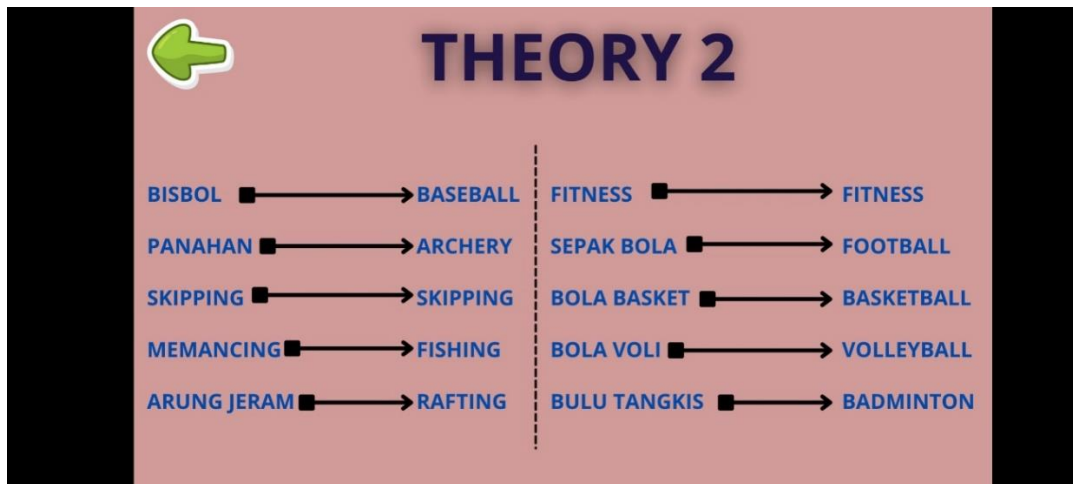 THEORY 2
BISBOL BASEBALL
PANAHAN ARCHERY
SKIPPING SKIPPING
MEMANCING FISHING
ARUNG JERAM RAFTING
FITNESS FITNESS
SEPAK BOLA FOOTBALL
BOLA BASKET BASKETBALL
BOLA VOLI VOLLEYBALL
BULU TANGKIS BADMINTON